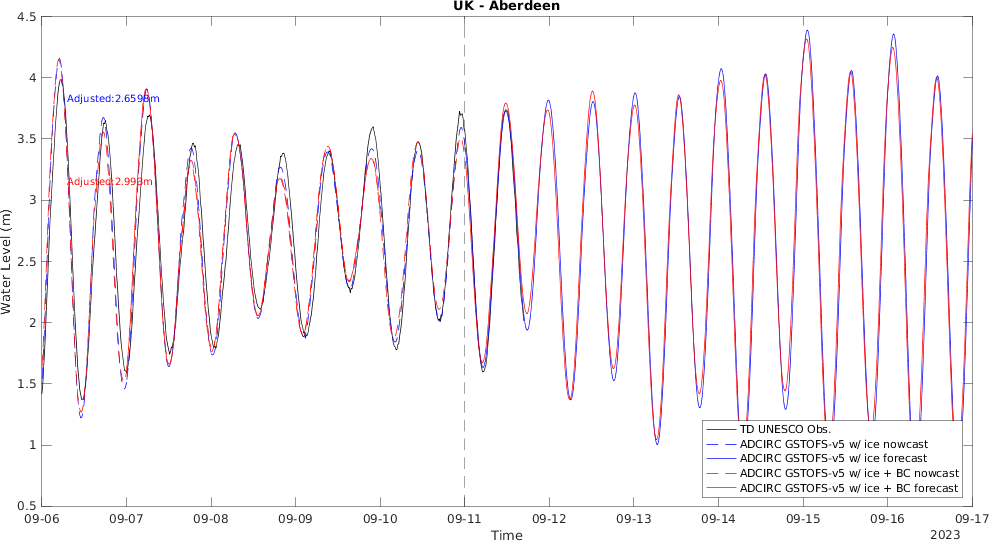 UK - Aberdeen
4.5
4
3.5
3
2.5
2
1.5
1
0.5
Water Level (m)
Adjusted:2.6593m
Adjusted:2.993m
TD UNESCO Obs.
ADCIRC GSTOFS-v5 w/ ice nowcast
ADCIRC GSTOFS-v5 w/ ice forecast
ADCIRC GSTOFS-v5 w/ ice + BC nowcast
ADCIRC GSTOFS-v5 w/ ice + BC forecast
09-06 09-07 09-08 09-09 09-10 09-11 09-12 09-13 09-14 09-15 09-16 09-17
Time
2023